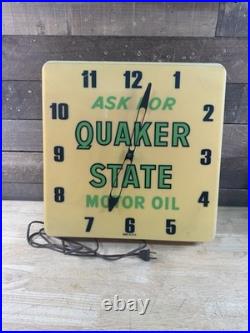 11 12 1
ASK FOR
10 2
QUAKER
9 3
STATE
8 4
MOTOR OIL
7 6 5